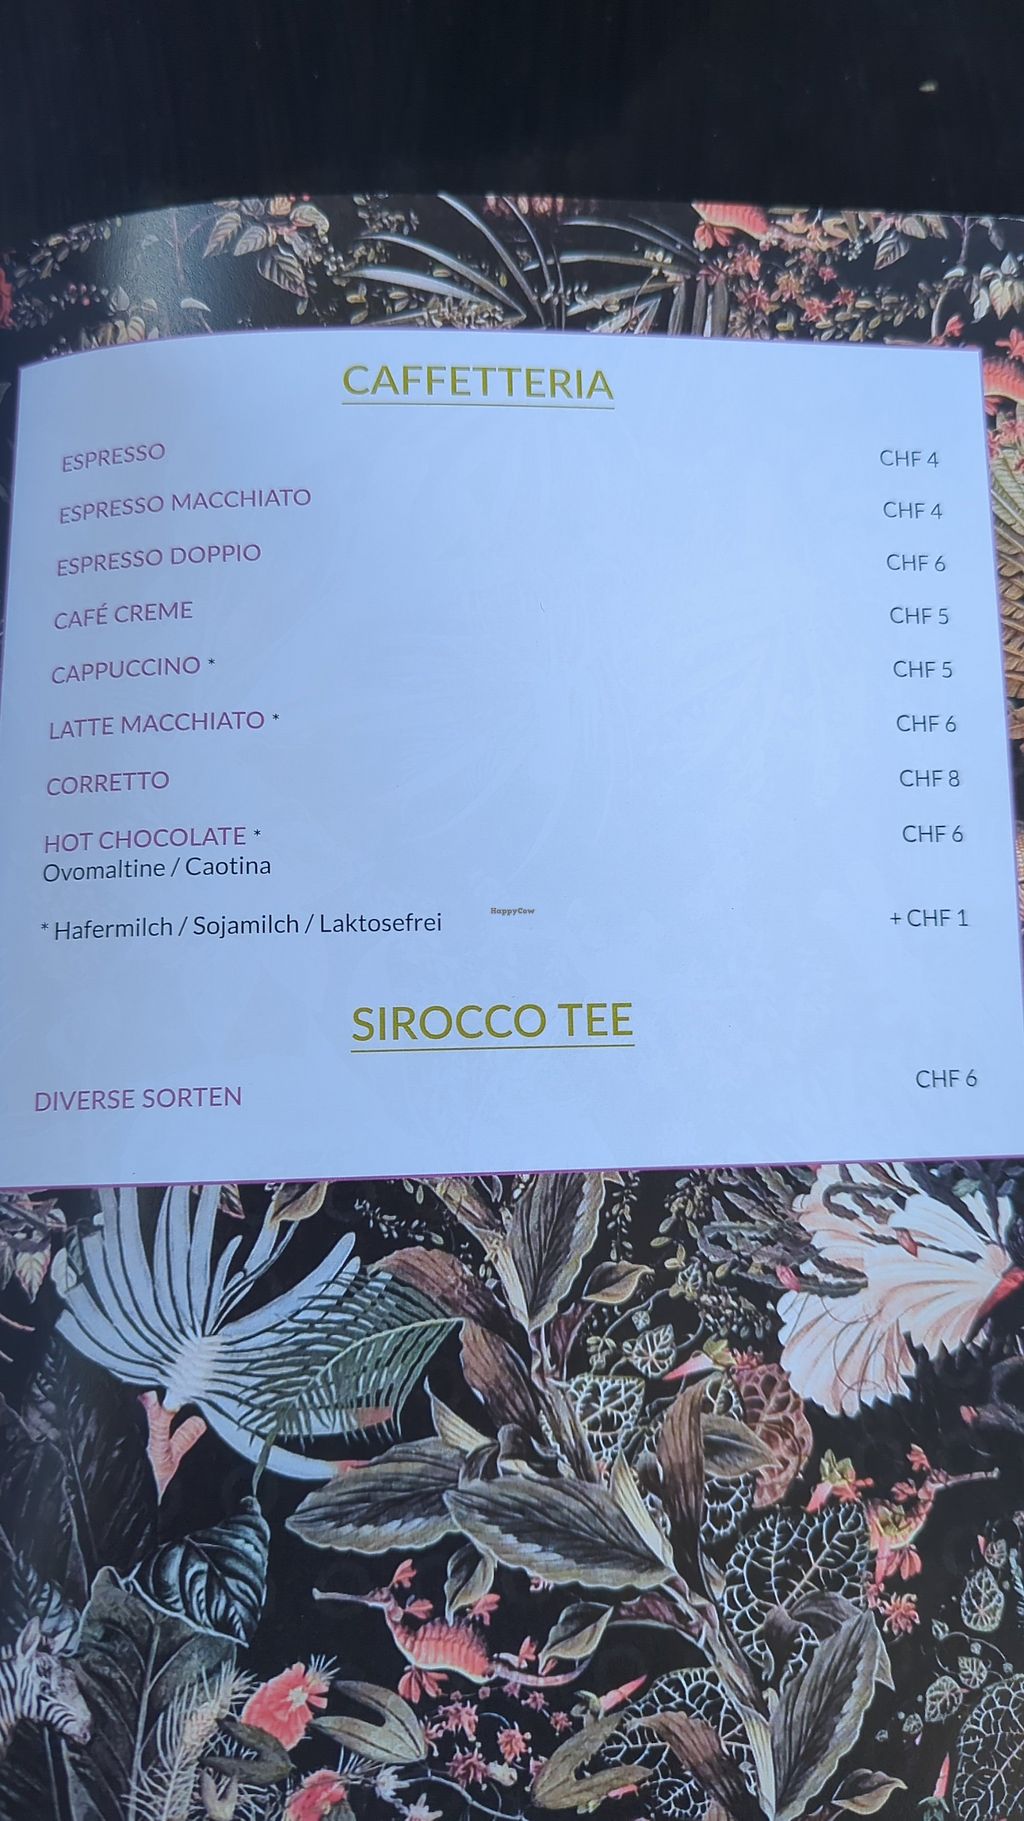 CAFFETTERIA
ESPRESSO CHF 4
ESPRESSO MACCHIATO CHF 4
ESPRESSO DOPPIO CHF 6
CAFÉ CREME CHF 5
CAPPUCCINO * CHF 5
LATTE MACCHIATO * CHF 6
CORRETTO CHF 8
HOT CHOCOLATE * CHF 6
Ovomaltine / Caotina
HappyCow
* Hafermilch / Sojamilch / Laktosefrei + CHF 1
SIROCCO TEE
DIVERSE SORTEN CHF 6